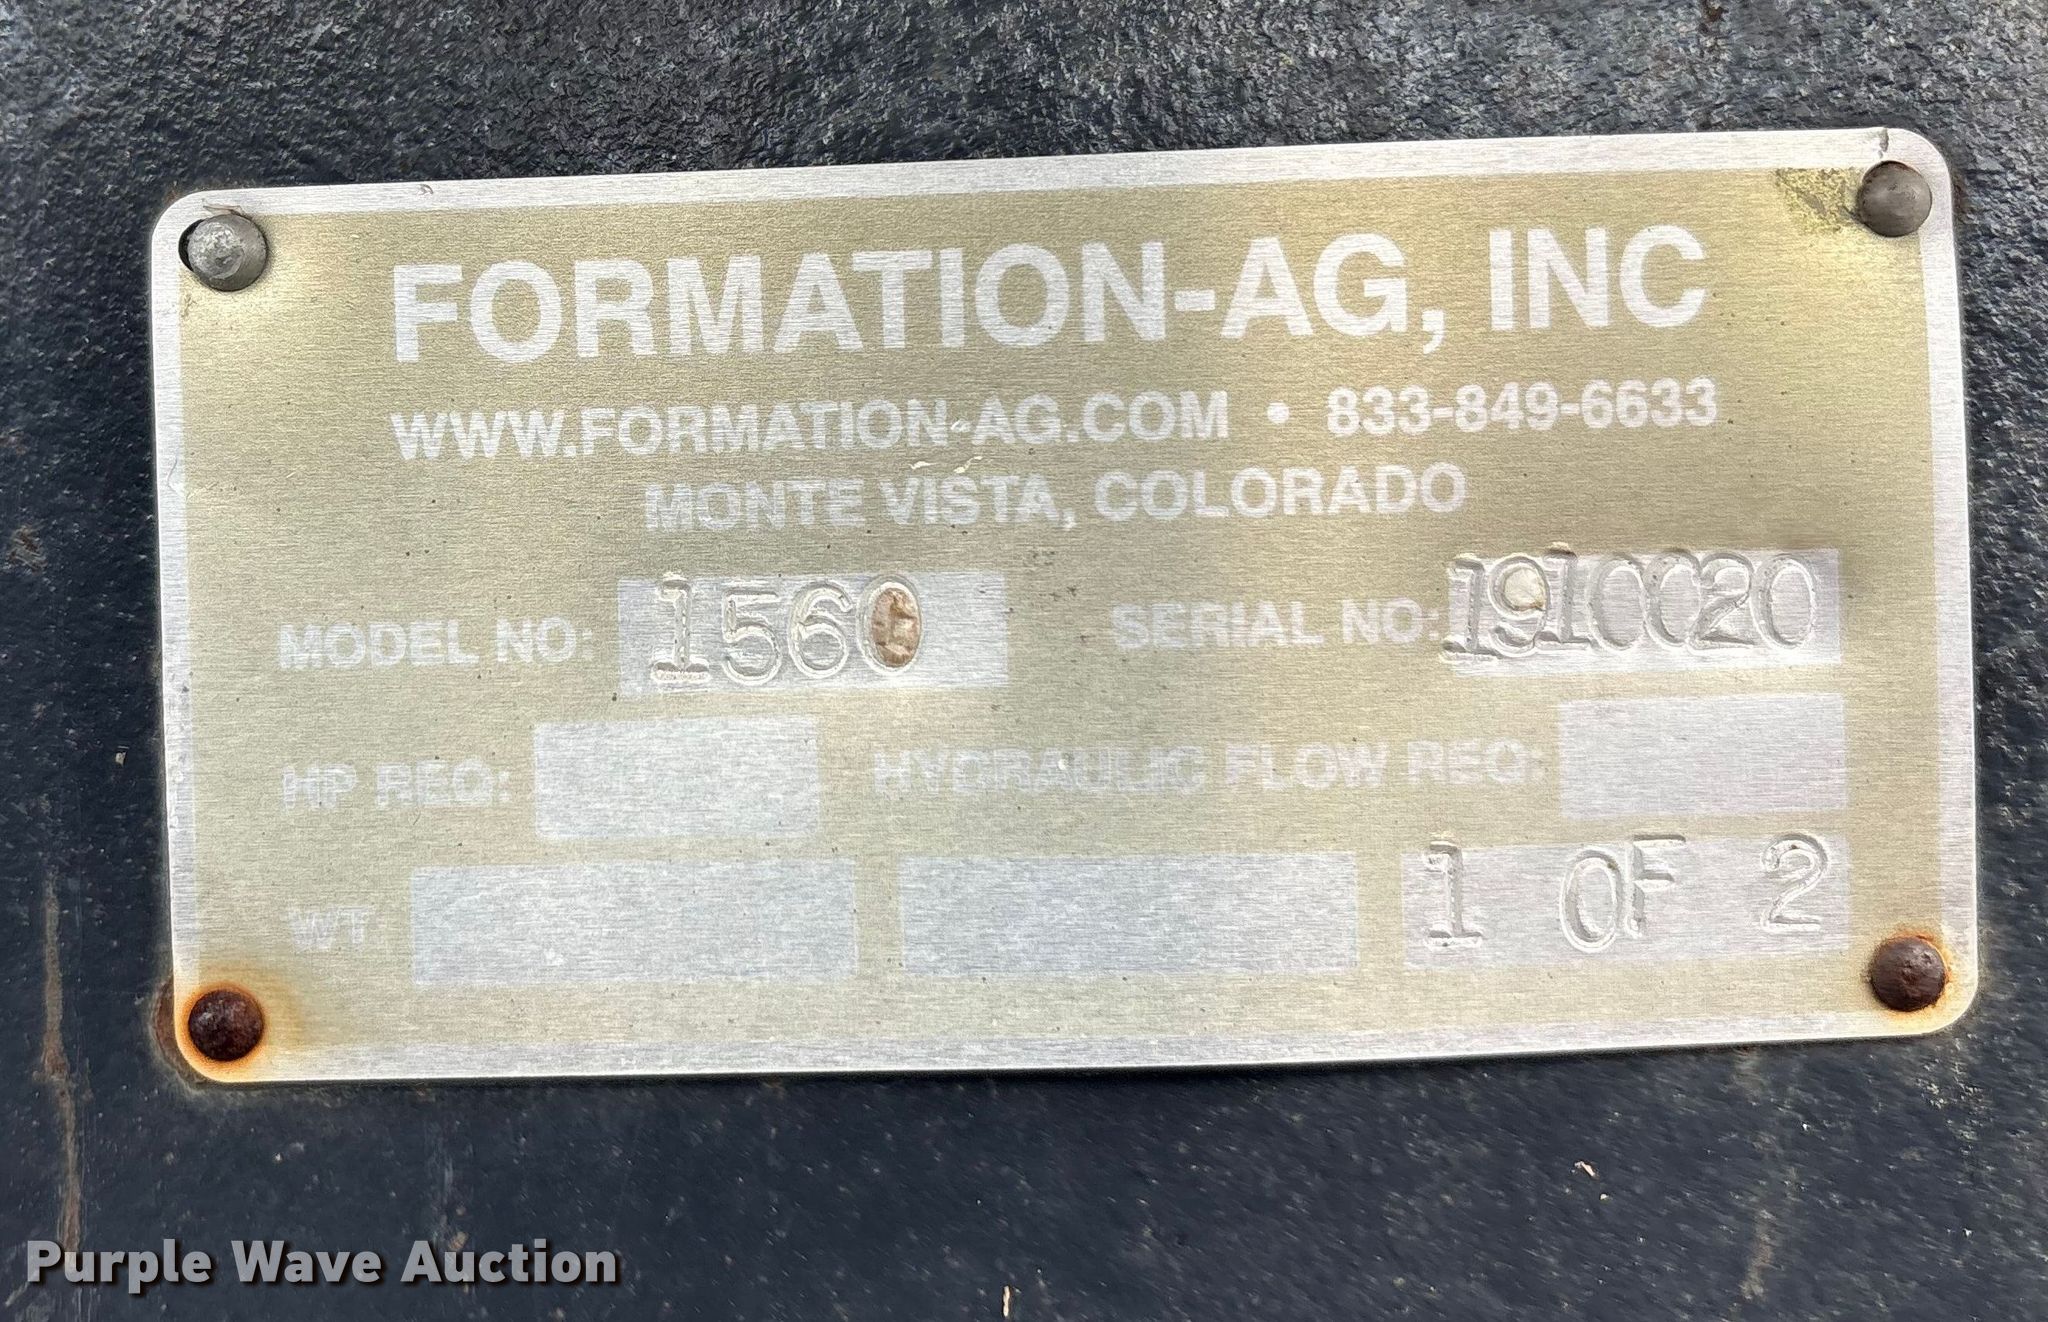 FORMATION-AG, INC
WWW.FORMATION-AG.COM • 833-849-6633
MONTE VISTA, COLORADO
MODEL NO: 1560 SERIAL NO: 1910020
HP REQ: HYDRAULIC FLOW REQ:
WT: 1 OF 2
Purple Wave Auction